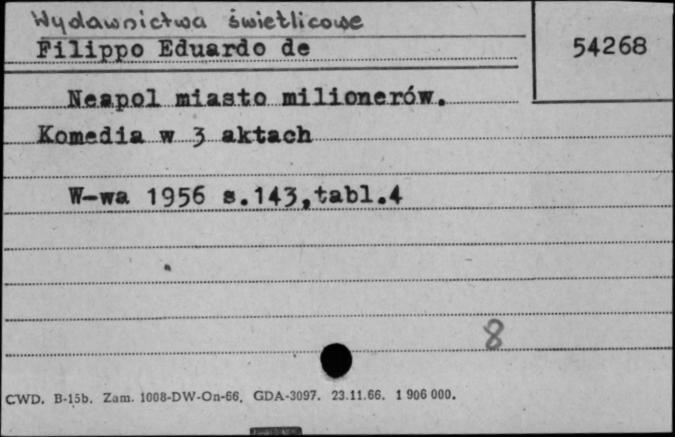 Wydawnictwa świetlicowe
Filippo Eduardo de
54268
Neapol miasto milionerów.
Komedia w 3 aktach
W-wa 1956 s.143,tabl.4
8
CWD. B-15b. Zam. 1008-DW-On-66. GDA-3097. 23.11.66. 1 906 000.